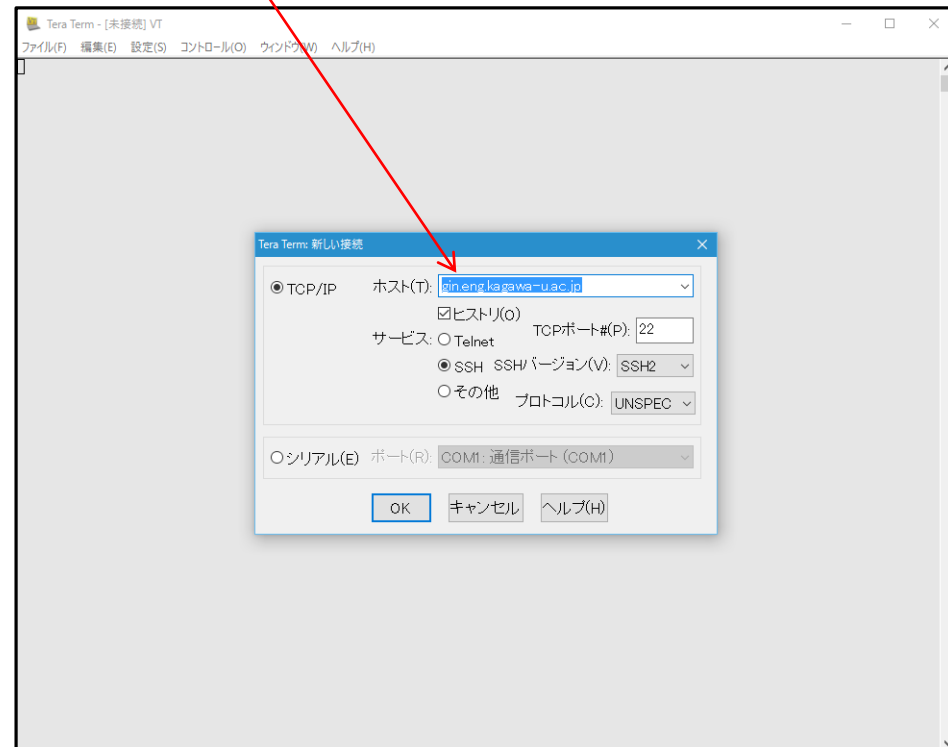 Tera Term - [未接続] VT
ファイル(F) 編集(E) 設定(S) コントロール(O) ウィンドウ(W) ヘルプ(H)
Tera Term: 新しい接続
TCP/IP ホスト(T): gin.eng.kagawa-u.ac.jp
ヒストリ(O)
サービス: Telnet TCPポート#(P): 22
SSH SSHバージョン(V): SSH2
その他 プロトコル(C): UNSPEC
シリアル(E) ポート(R): COM1: 通信ポート (COM1)
OK キャンセル ヘルプ(H)